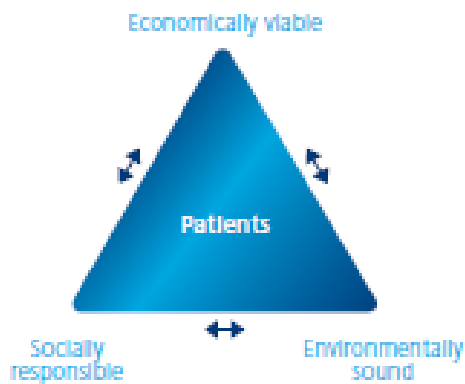 Economically viable
Patients
Socially
responsible
Environmentally
sound